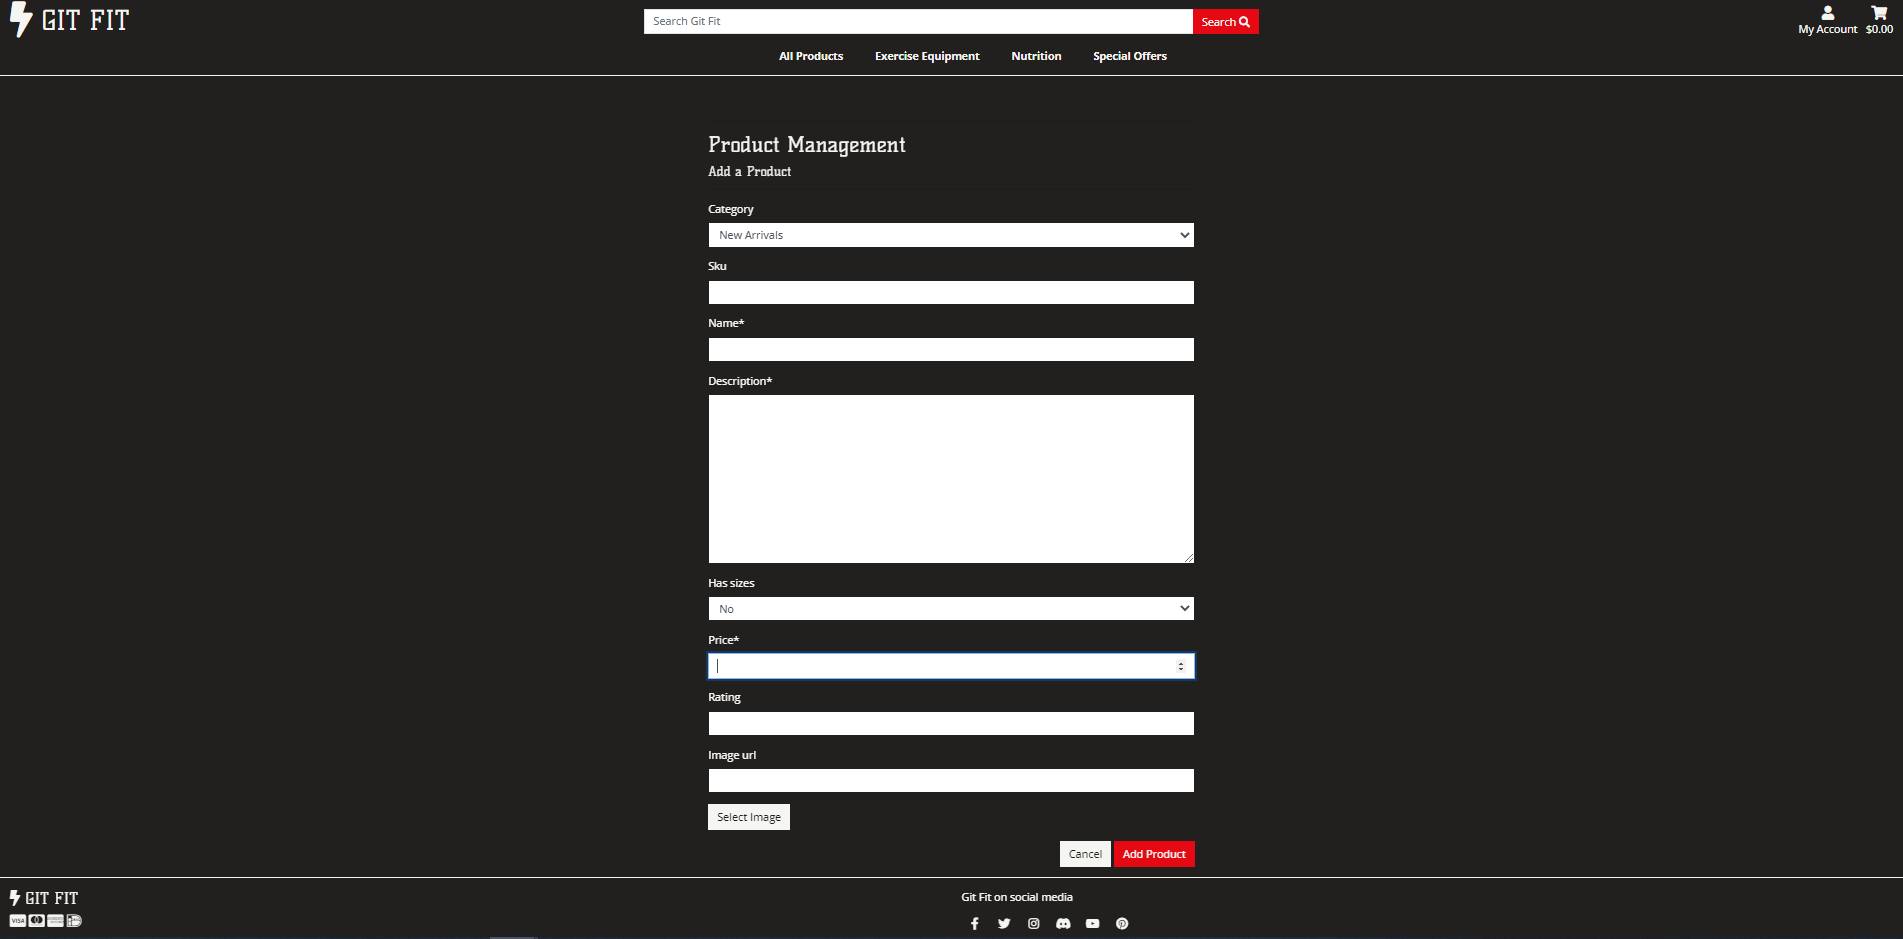 GIT FIT
Search Git Fit
Search
My Account $0.00
All Products Exercise Equipment Nutrition Special Offers
Product Management
Add a Product
Category
New Arrivals
Sku
Name*
Description*
Has sizes
No
Price*
Rating
Image url
Select Image
Cancel Add Product
GIT FIT
Git Fit on social media
VISA